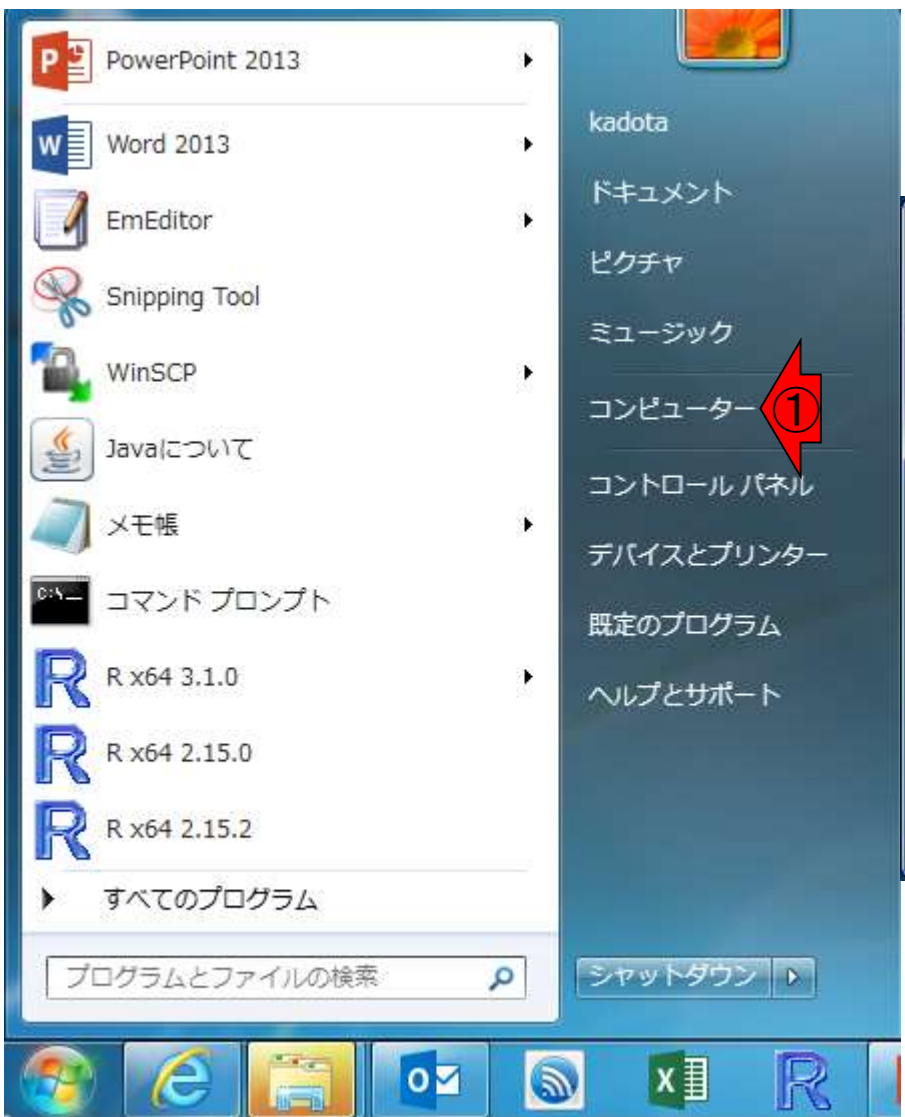 PowerPoint 2013
Word 2013
EmEditor
Snipping Tool
WinSCP
Javaについて
メモ帳
C:\_
コマンド プロンプト
R x64 3.1.0
R x64 2.15.0
R x64 2.15.2
すべてのプログラム
プログラムとファイルの検索
kadota
ドキュメント
ピクチャ
ミュージック
コンピューター ①
コントロール パネル
デバイスとプリンター
既定のプログラム
ヘルプとサポート
シャットダウン